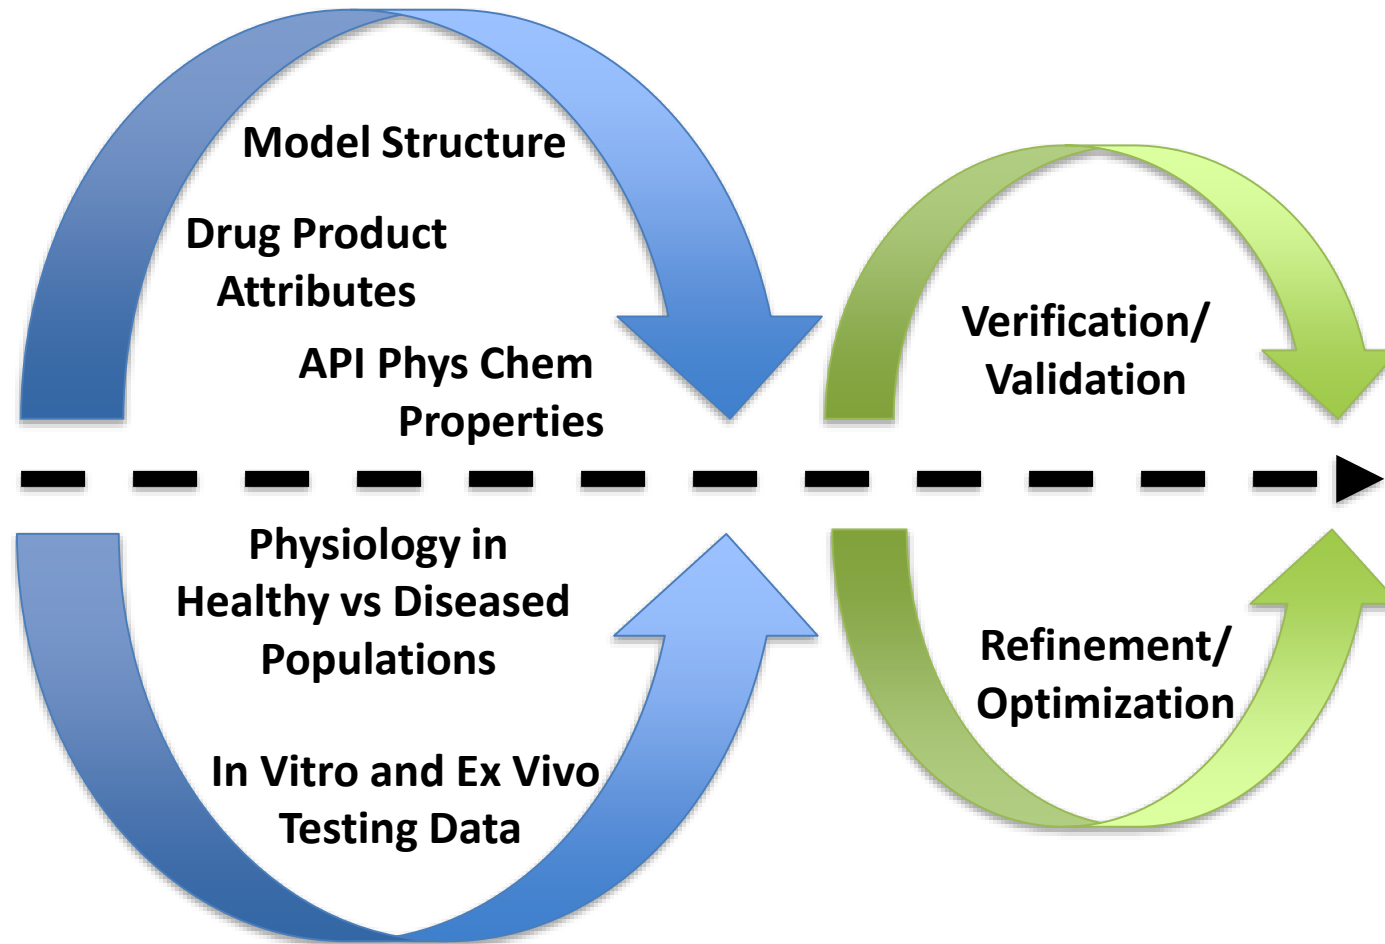 Model Structure
Drug Product
Attributes
API Phys Chem
Properties
Verification/
Validation
Physiology in
Healthy vs Diseased
Populations
In Vitro and Ex Vivo
Testing Data
Refinement/
Optimization